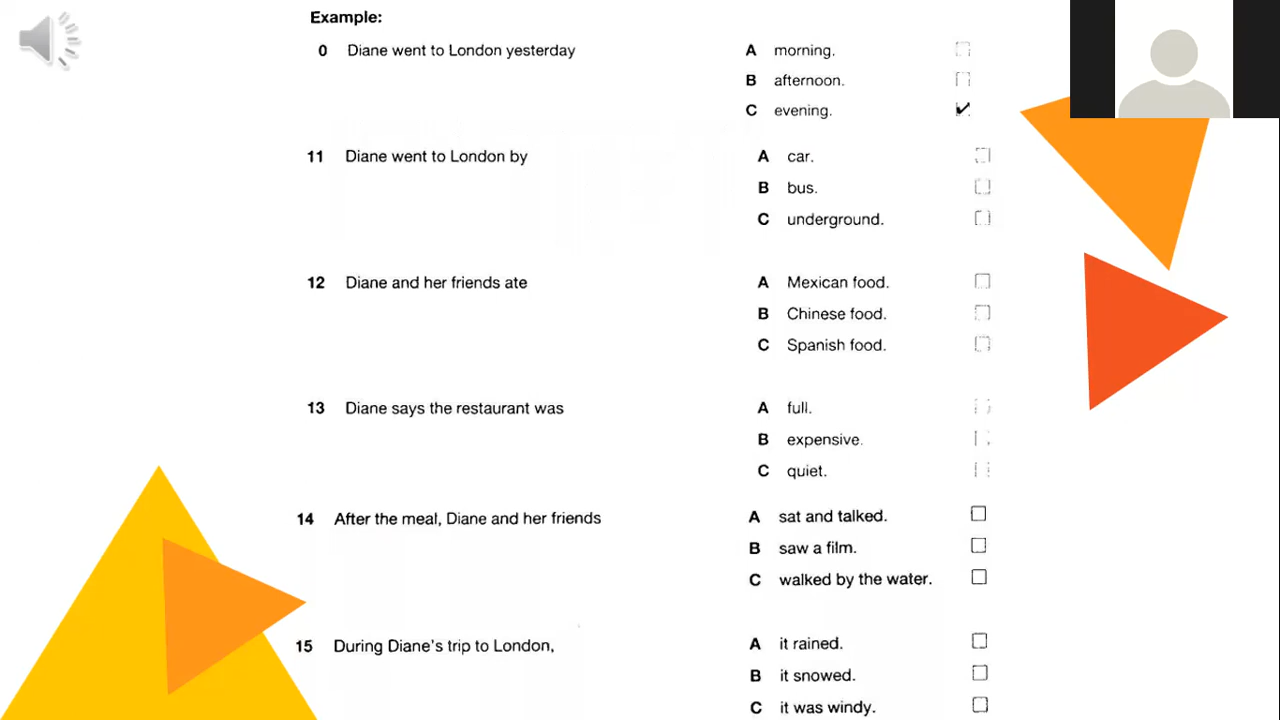 Example:
0 Diane went to London yesterday A morning.
B afternoon.
C evening.
11 Diane went to London by A car.
B bus.
C underground.
12 Diane and her friends ate A Mexican food.
B Chinese food.
C Spanish food.
13 Diane says the restaurant was A full.
B expensive.
C quiet.
14 After the meal, Diane and her friends A sat and talked.
B saw a film.
C walked by the water.
15 During Diane's trip to London, A it rained.
B it snowed.
C it was windy.